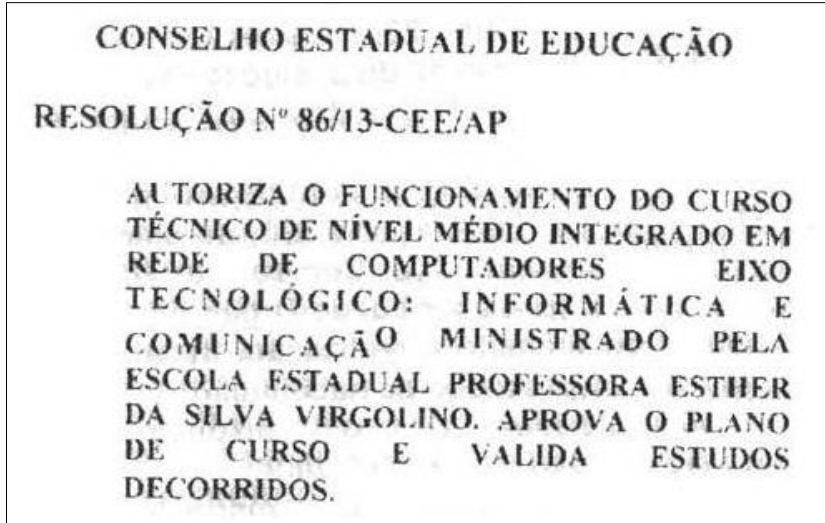 CONSELHO ESTADUAL DE EDUCAÇÃO
RESOLUÇÃO Nº 86/13-CEE/AP
AUTORIZA O FUNCIONAMENTO DO CURSO
TÉCNICO DE NÍVEL MÉDIO INTEGRADO EM
REDE DE COMPUTADORES EIXO
TECNOLÓGICO: INFORMÁTICA E
COMUNICAÇÃO MINISTRADO PELA
ESCOLA ESTADUAL PROFESSORA ESTHER
DA SILVA VIRGOLINO. APROVA O PLANO
DE CURSO E VALIDA ESTUDOS
DECORRIDOS.